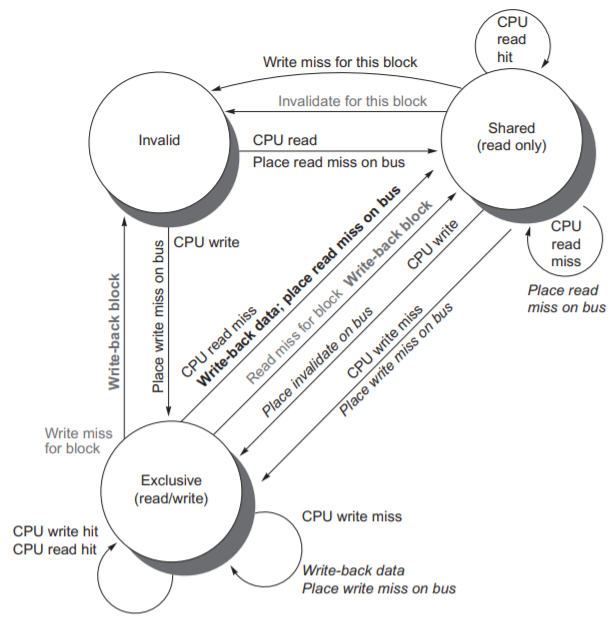 CPU
read
hit
Write miss for this block
Invalidate for this block
Invalid
Shared
(read only)
CPU read
Place read miss on bus
CPU
read
miss
Place read
miss on bus
CPU write
Place write miss on bus
Write-back block
CPU read miss
Write-back data; place read miss on bus
Read miss for block Write-back block
CPU write
Place invalidate on bus
CPU write miss
Place write miss on bus
Write miss
for block
Exclusive
(read/write)
CPU write hit
CPU read hit
CPU write miss
Write-back data
Place write miss on bus